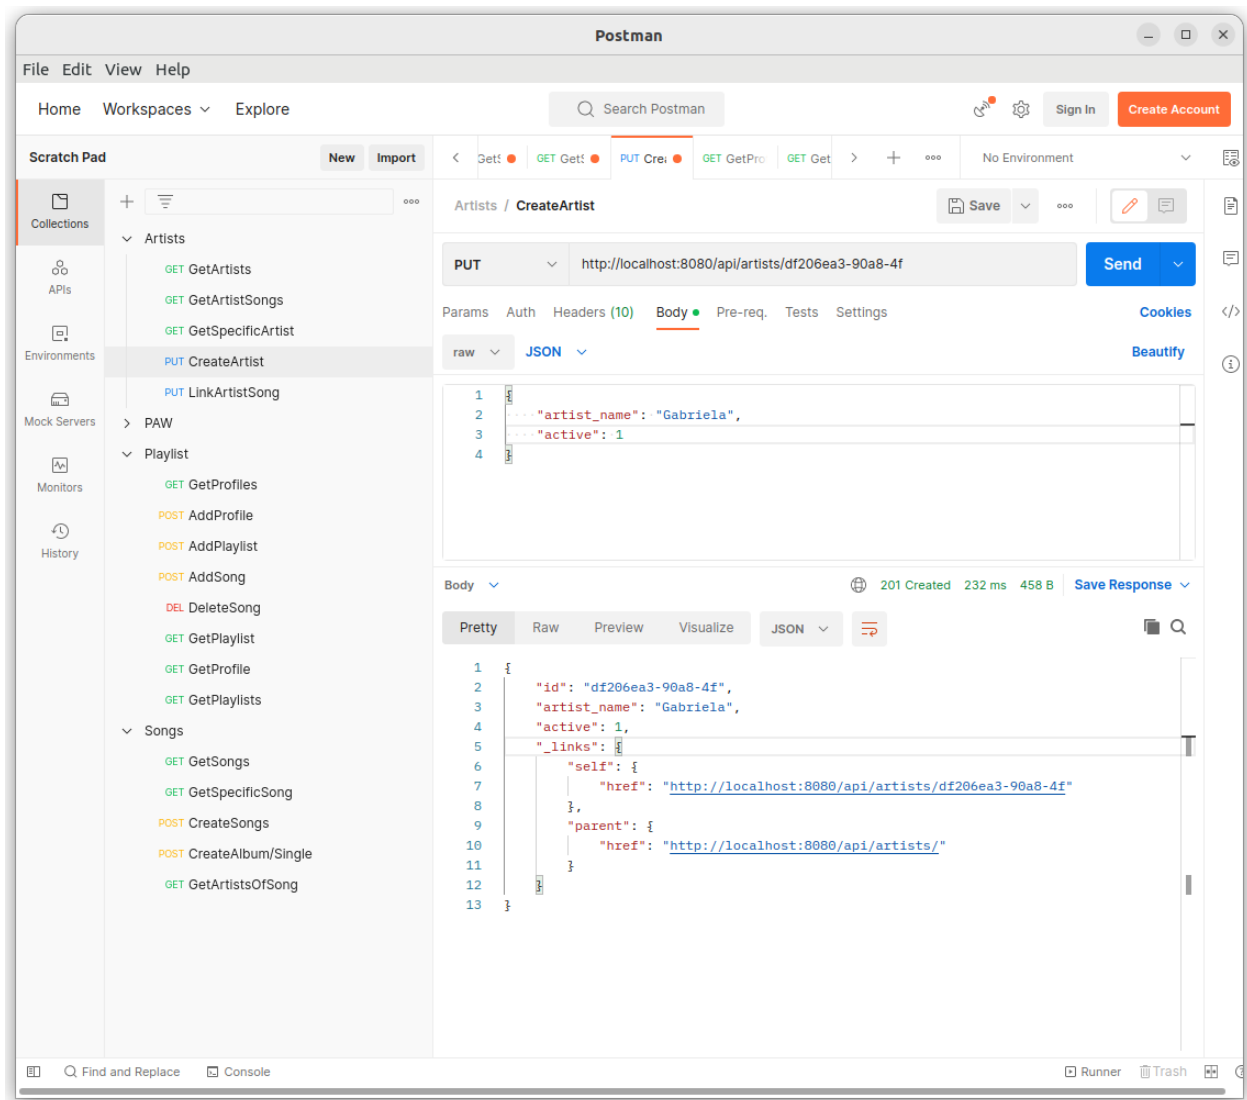 Postman
File Edit View Help
Home Workspaces Explore Search Postman Sign In Create Account
Scratch Pad New Import
GET GetS PUT Crea GET GetPro GET Get No Environment
Collections
APIs
Environments
Mock Servers
Monitors
History
Artists
GET GetArtists
GET GetArtistSongs
GET GetSpecificArtist
PUT CreateArtist
PUT LinkArtistSong
PAW
Playlist
GET GetProfiles
POST AddProfile
POST AddPlaylist
POST AddSong
DEL DeleteSong
GET GetPlaylist
GET GetProfile
GET GetPlaylists
Songs
GET GetSongs
GET GetSpecificSong
POST CreateSongs
POST CreateAlbum/Single
GET GetArtistsOfSong
Artists / CreateArtist Save
PUT http://localhost:8080/api/artists/df206ea3-90a8-4f Send
Params Auth Headers (10) Body Pre-req. Tests Settings Cookies
raw JSON Beautify
1 {
2 "artist_name": "Gabriela",
3 "active": 1
4 }
Body 201 Created 232 ms 458 B Save Response
Pretty Raw Preview Visualize JSON
1 {
2 "id": "df206ea3-90a8-4f",
3 "artist_name": "Gabriela",
4 "active": 1,
5 "_links": {
6 "self": {
7 "href": "http://localhost:8080/api/artists/df206ea3-90a8-4f"
8 },
9 "parent": {
10 "href": "http://localhost:8080/api/artists/"
11 }
12 }
13 }
Find and Replace Console Runner Trash